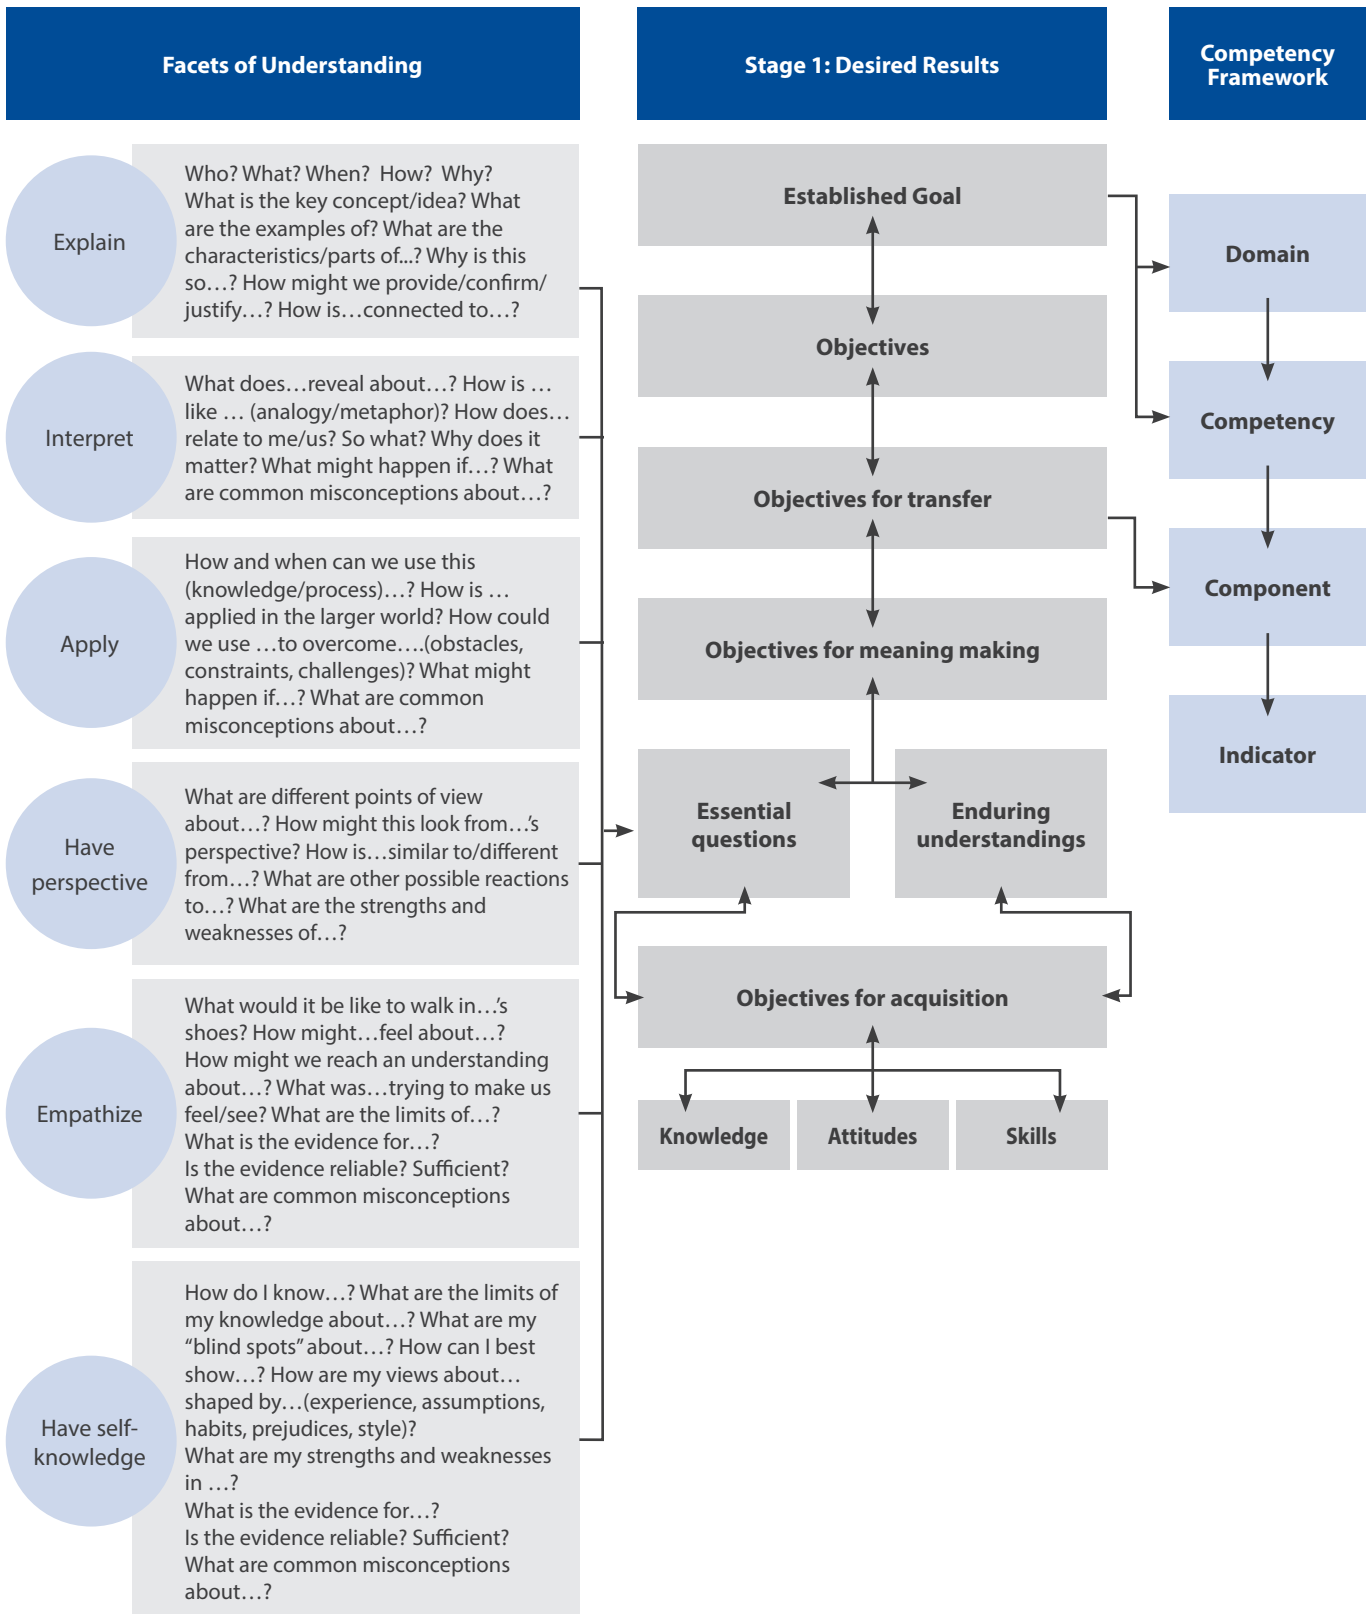 Facets of Understanding
Explain
Who? What? When?  How?  Why?
What is the key concept/idea? What
are the examples of? What are the
characteristics/parts of...? Why is this
so…? How might we provide/confirm/
justify…? How is…connected to…?
Interpret
What does…reveal about…? How is …
like … (analogy/metaphor)? How does…
relate to me/us? So what? Why does it
matter? What might happen if…? What
are common misconceptions about…?
Apply
How and when can we use this
(knowledge/process)…? How is …
applied in the larger world? How could
we use …to overcome….(obstacles,
constraints, challenges)? What might
happen if…? What are common
misconceptions about…?
Have
perspective
What are different points of view
about…? How might this look from…’s
perspective? How is…similar to/different
from…? What are other possible reactions
to…? What are the strengths and
weaknesses of…?
Empathize
What would it be like to walk in…’s
shoes? How might…feel about…?
How might we reach an understanding
about…? What was…trying to make us
feel/see? What are the limits of…?
What is the evidence for…?
Is the evidence reliable? Sufficient?
What are common misconceptions
about…?
Have self-
knowledge
How do I know…? What are the limits of
my knowledge about…? What are my
“blind spots” about…? How can I best
show…? How are my views about…
shaped by…(experience, assumptions,
habits, prejudices, style)?
What are my strengths and weaknesses
in …?
What is the evidence for…?
Is the evidence reliable? Sufficient?
What are common misconceptions
about…?
Stage 1: Desired Results
Established Goal
Objectives
Objectives for transfer
Objectives for meaning making
Essential
questions
Enduring
understandings
Objectives for acquisition
Knowledge
Attitudes
Skills
Competency
Framework
Domain
Competency
Component
Indicator